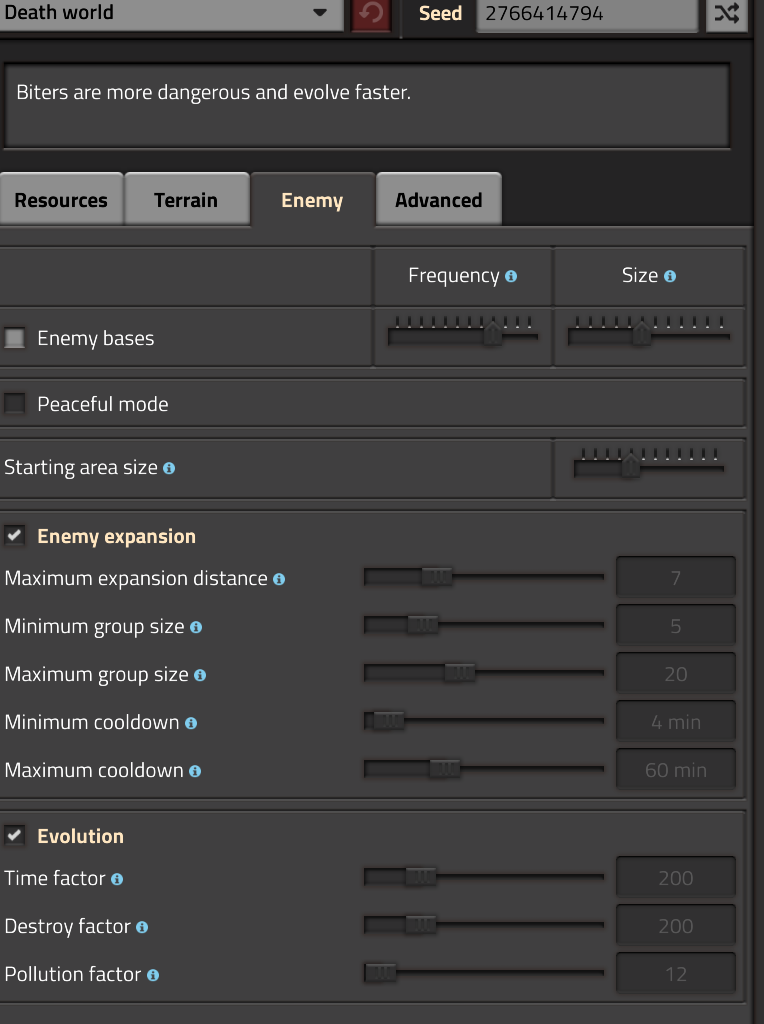 Death world Seed 2766414794
Biters are more dangerous and evolve faster.
Resources Terrain Enemy Advanced
Frequency Size
Enemy bases
Peaceful mode
Starting area size
Enemy expansion
Maximum expansion distance 7
Minimum group size 5
Maximum group size 20
Minimum cooldown 4 min
Maximum cooldown 60 min
Evolution
Time factor 200
Destroy factor 200
Pollution factor 12